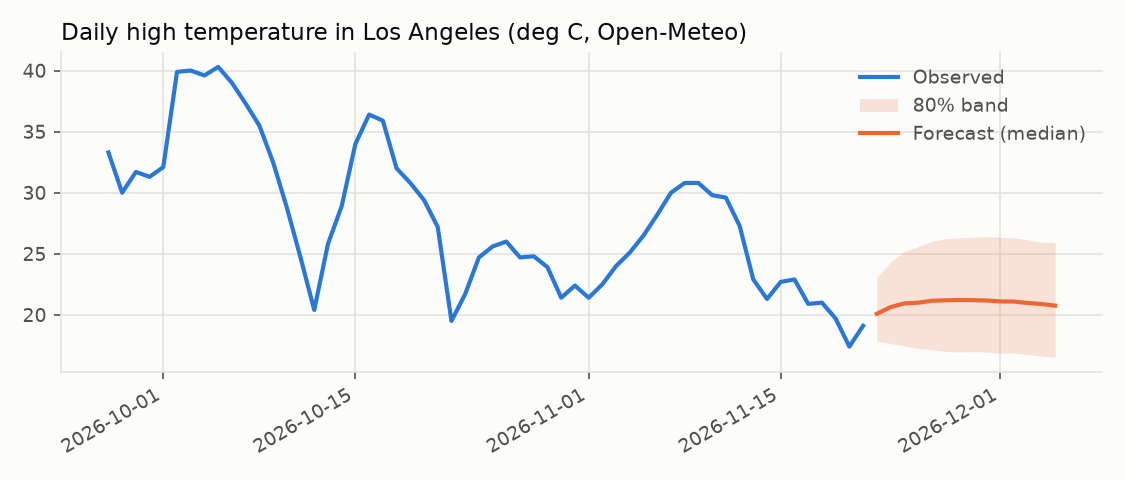 Daily high temperature in Los Angeles (deg C, Open-Meteo)
40
35
30
25
20
Observed
80% band
Forecast (median)
2026-10-01
2026-10-15
2026-11-01
2026-11-15
2026-12-01